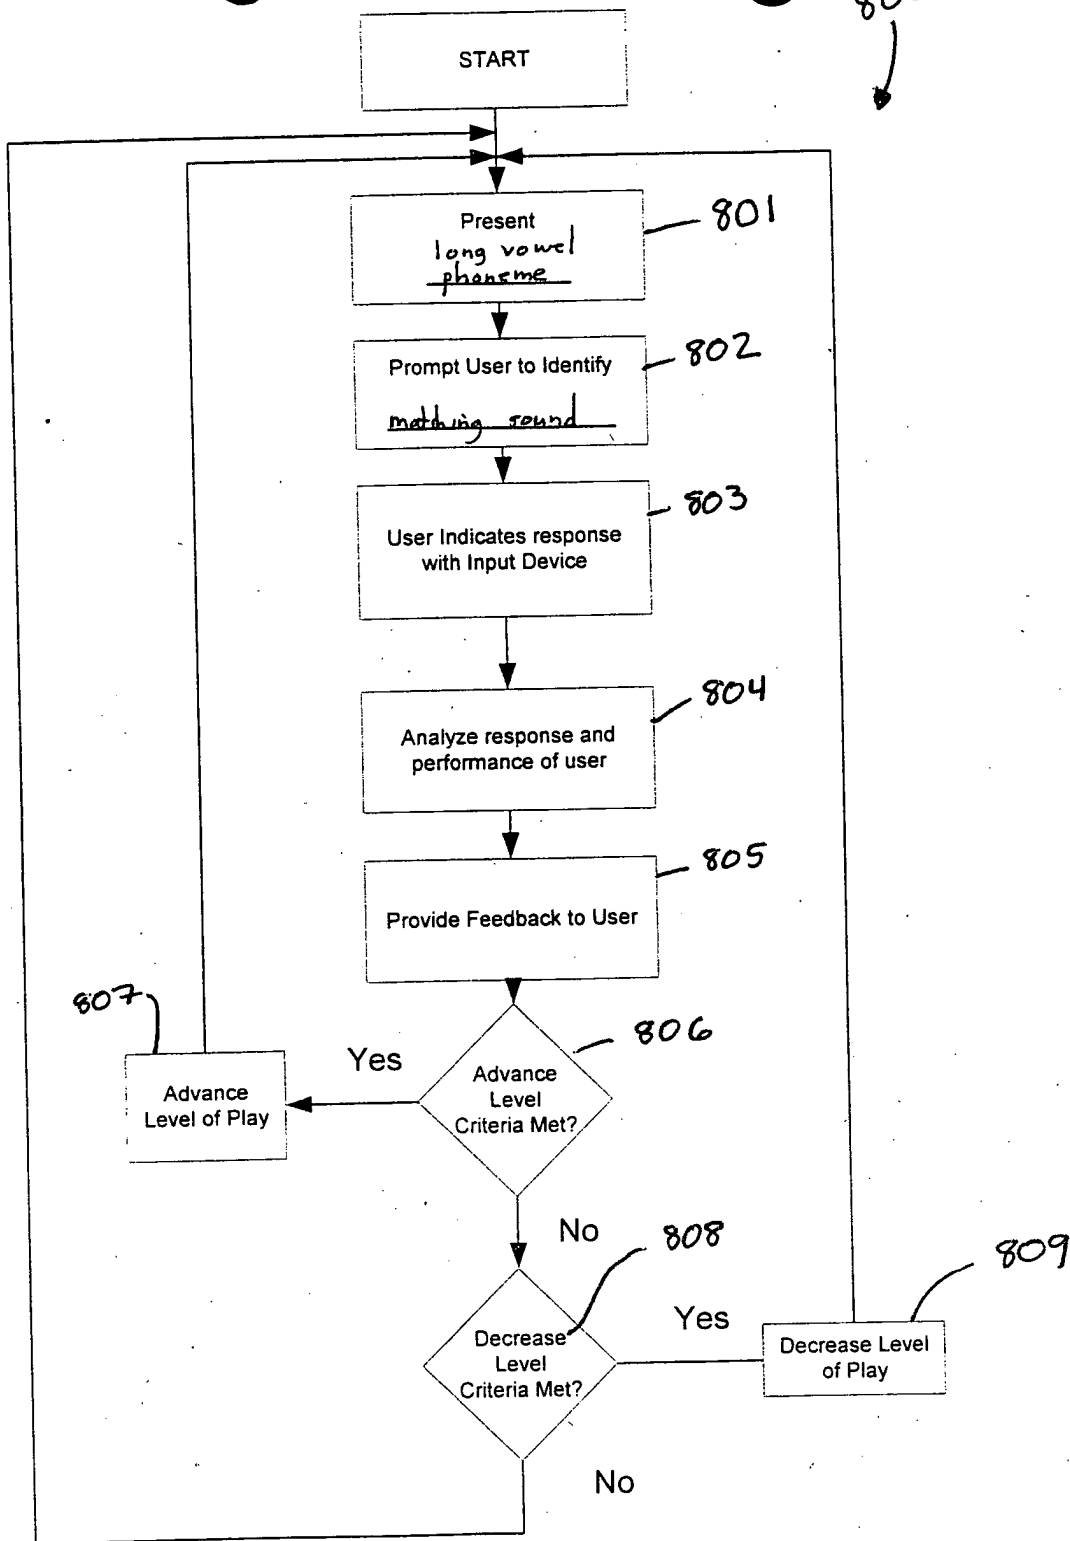 START
Present
long vowel
phoneme
801
Prompt User to Identify
matching sound
802
User Indicates response
with Input Device
803
Analyze response and
performance of user
804
Provide Feedback to User
805
806
Advance
Level
Criteria Met?
Yes
807
Advance
Level of Play
No
808
Decrease
Level
Criteria Met?
Yes
809
Decrease Level
of Play
No